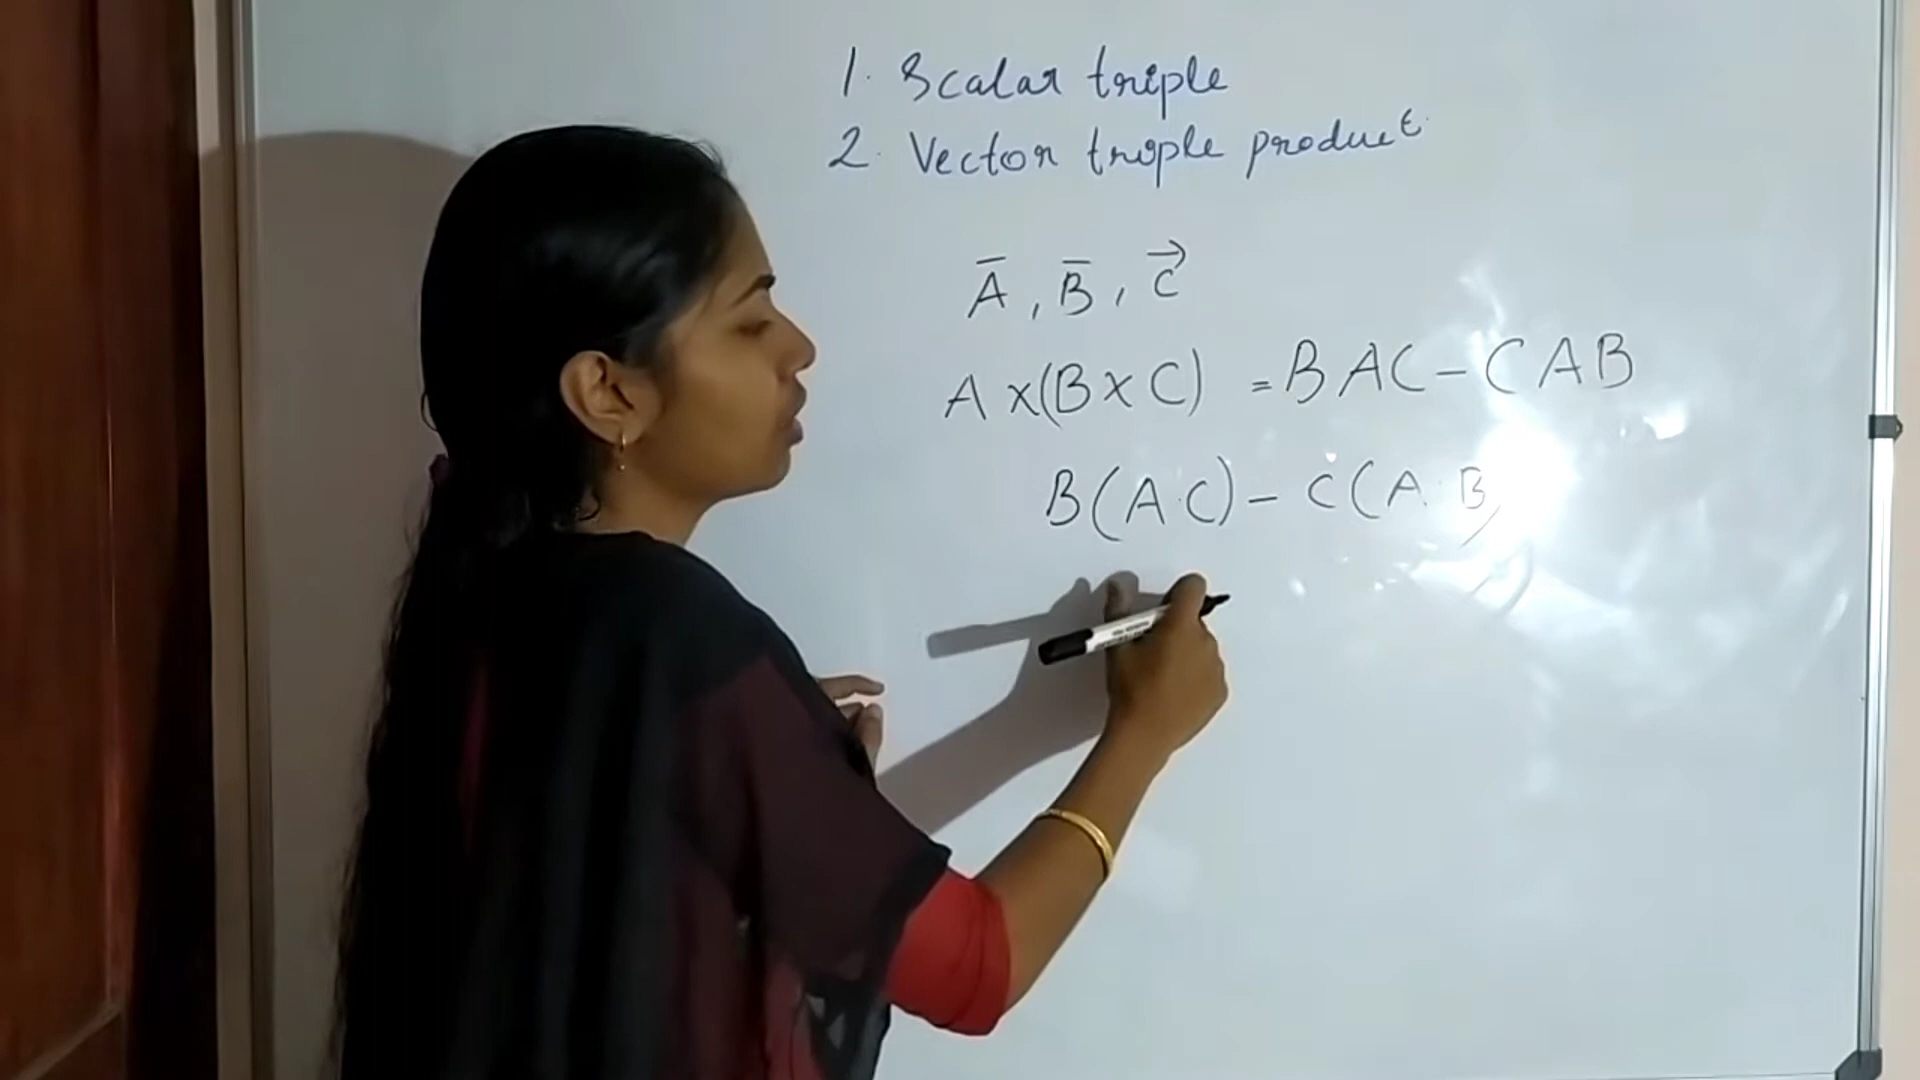 1. Scalar triple
2. Vector triple product
A̅, B̅, C⃗
A×(B×C) = BAC-CAB
B(A·C) - C(A·B)